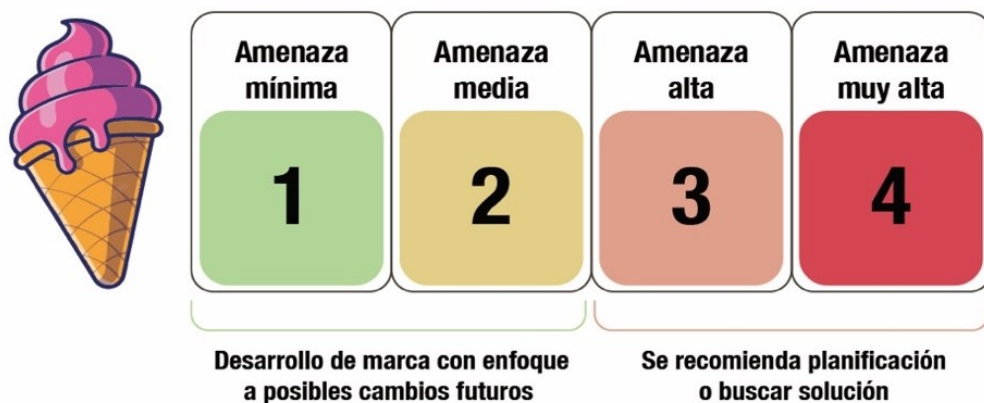 Amenaza
mínima
Amenaza
media
Amenaza
alta
Amenaza
muy alta
1
2
3
4
Desarrollo de marca con enfoque
a posibles cambios futuros
Se recomienda planificación
o buscar solución